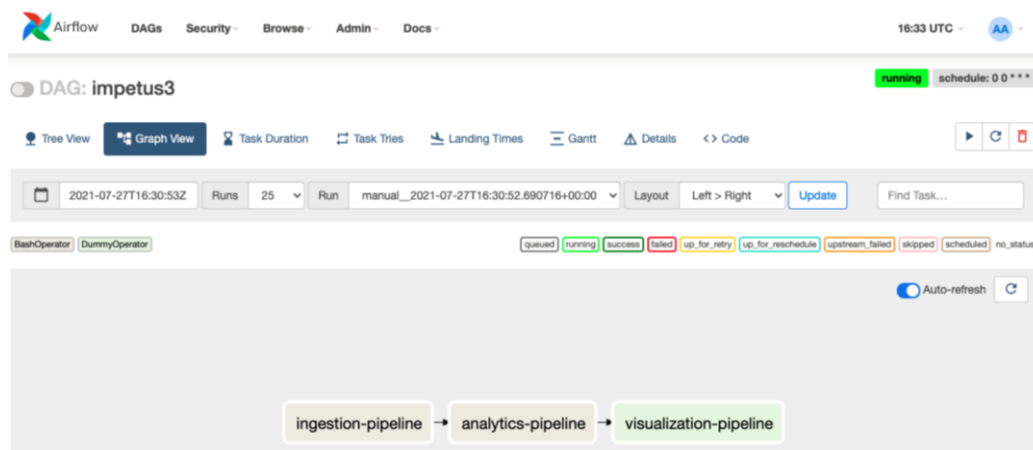 Airflow DAGs Security Browse Admin Docs 16:33 UTC AA
DAG: impetus3 running schedule: 0 0 * * *
Tree View Graph View Task Duration Task Tries Landing Times Gantt Details <> Code
2021-07-27T16:30:53Z Runs 25 Run manual__2021-07-27T16:30:52.690716+00:00 Layout Left > Right Update Find Task...
BashOperator DummyOperator queued running success failed up_for_retry up_for_reschedule upstream_failed skipped scheduled no_status
Auto-refresh
ingestion-pipeline analytics-pipeline visualization-pipeline